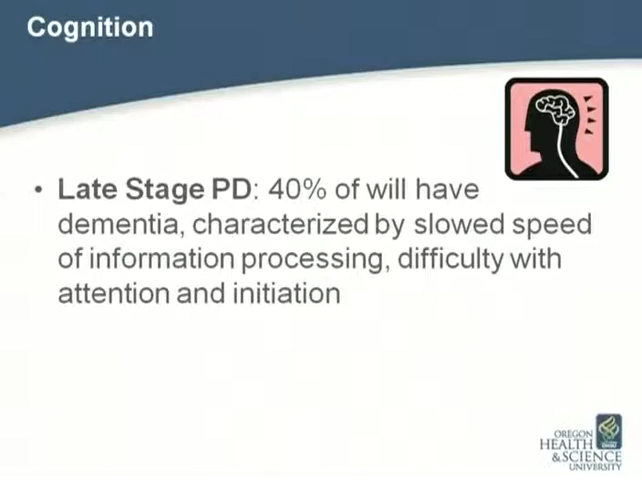 Cognition
• Late Stage PD: 40% of will have
dementia, characterized by slowed speed
of information processing, difficulty with
attention and initiation
OREGON
HEALTH
&SCIENCE
UNIVERSITY